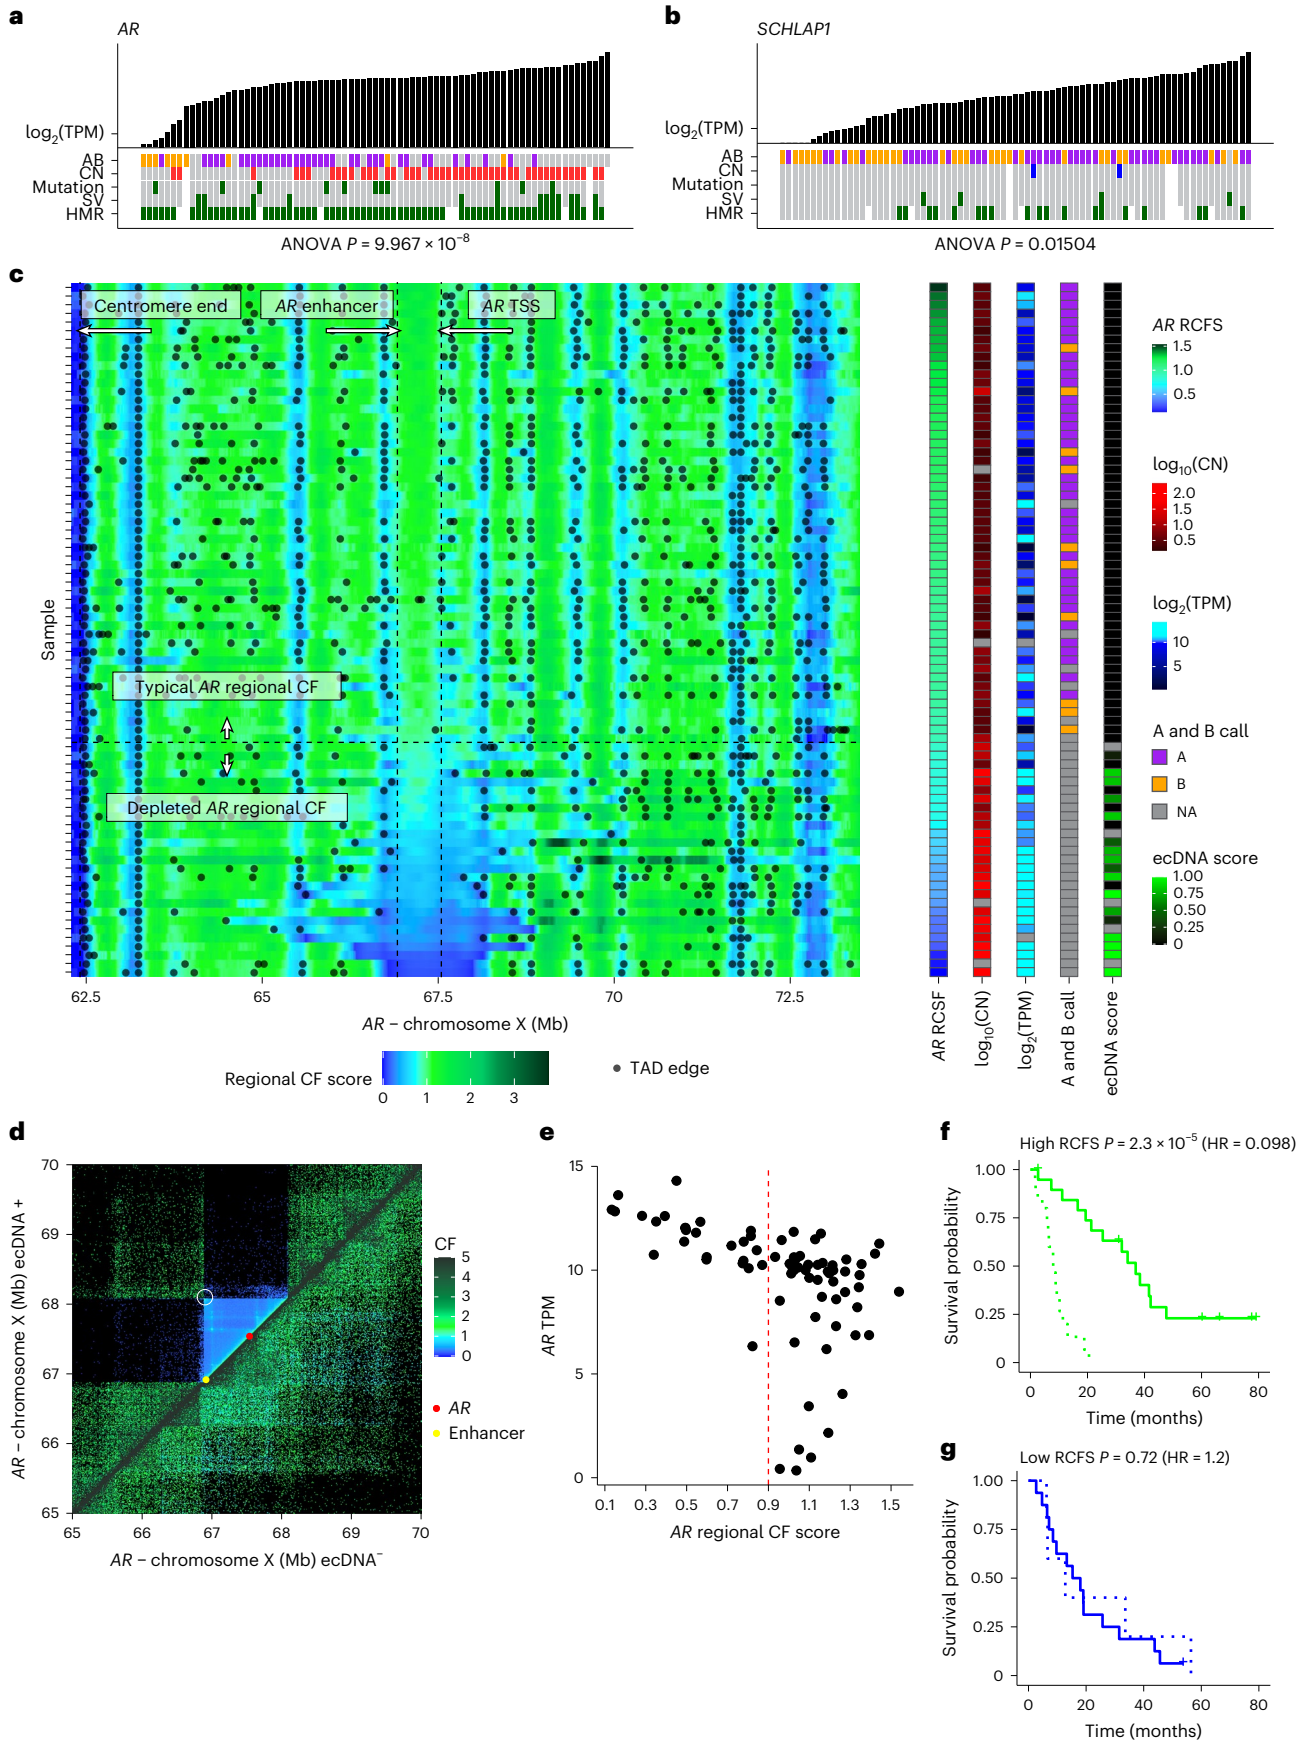 a
AR
log2(TPM)
AB
CN
Mutation
SV
HMR
ANOVA P = 9.967 × 10−8
b
SCHLAP1
log2(TPM)
AB
CN
Mutation
SV
HMR
ANOVA P = 0.01504
c
Centromere end
AR enhancer
AR TSS
Typical AR regional CF
Depleted AR regional CF
Sample
62.5 65 67.5 70 72.5
AR – chromosome X (Mb)
Regional CF score
0 1 2 3
TAD edge
AR RCSF
log10(CN)
log2(TPM)
A and B call
ecDNA score
AR RCFS
1.5
1.0
0.5
log10(CN)
2.0
1.5
1.0
0.5
log2(TPM)
10
5
A and B call
A
B
NA
ecDNA score
1.00
0.75
0.50
0.25
0
d
AR – chromosome X (Mb) ecDNA +
70
69
68
67
66
65
65 66 67 68 69 70
AR – chromosome X (Mb) ecDNA−
CF
5
4
3
2
1
0
AR
Enhancer
e
AR TPM
15
10
5
0
0.1 0.3 0.5 0.7 0.9 1.1 1.3 1.5
AR regional CF score
f
High RCFS P = 2.3 × 10−5 (HR = 0.098)
Survival probability
1.00
0.75
0.50
0.25
0
0 20 40 60 80
Time (months)
g
Low RCFS P = 0.72 (HR = 1.2)
Survival probability
1.00
0.75
0.50
0.25
0
0 20 40 60 80
Time (months)